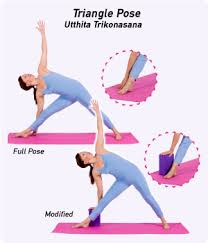 Triangle Pose
Utthita Trikonasana
Full Pose
Modified